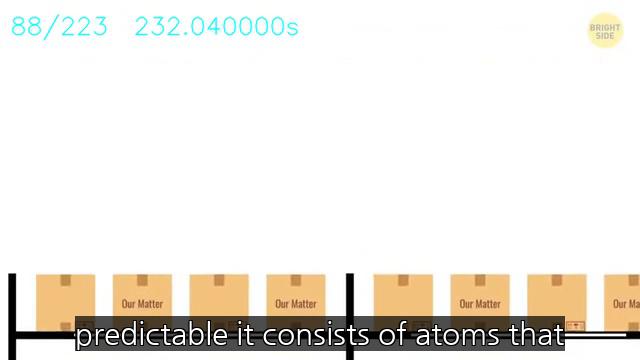 88/223 232.040000s
BRIGHT
SIDE
Our Matter
Our Matter
Our Matter
Our Ma
predictable it consists of atoms that